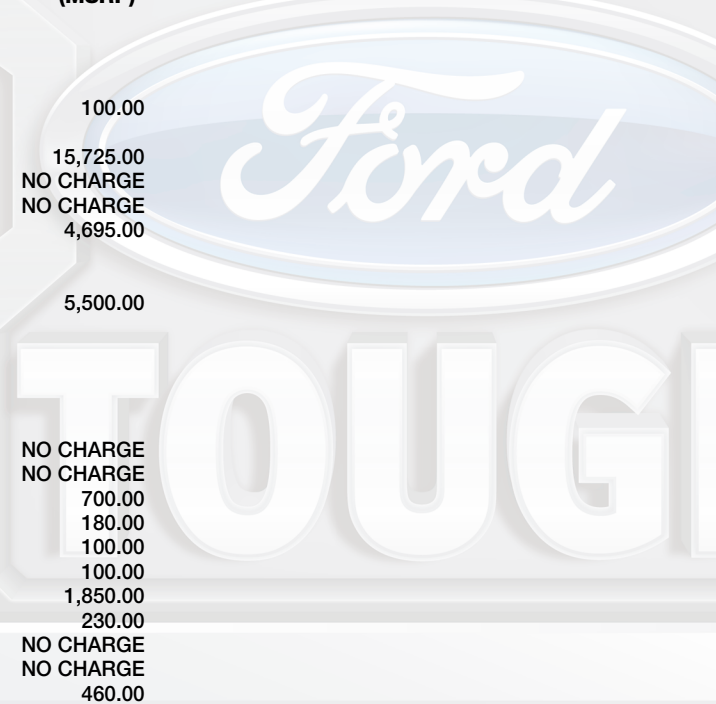 (MSRP)
Ford
100.00
15,725.00
NO CHARGE
NO CHARGE
4,695.00
5,500.00
TOUG
NO CHARGE
NO CHARGE
700.00
180.00
100.00
100.00
1,850.00
230.00
NO CHARGE
NO CHARGE
460.00